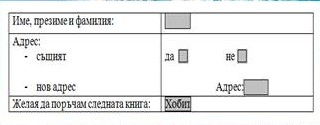 Име, презиме и фамилия:
Адрес:
- същият да не
- нов адрес Адрес:
Желая да поръчам следната книга: Хобит